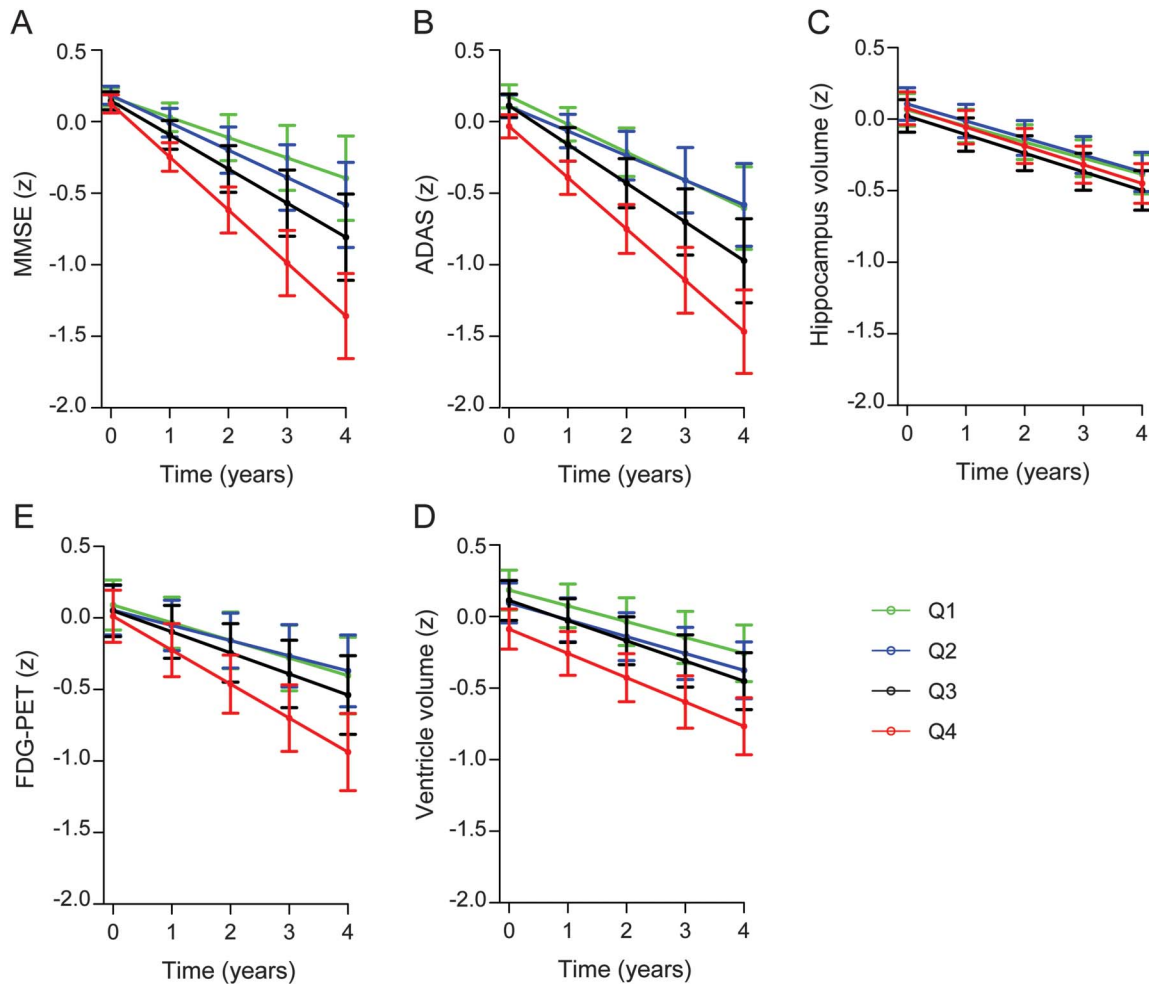 A
0.5
0.0
-0.5
-1.0
-1.5
-2.0
MMSE (z)
0 1 2 3 4
Time (years)
B
0.5
0.0
-0.5
-1.0
-1.5
-2.0
ADAS (z)
0 1 2 3 4
Time (years)
C
0.5
0.0
-0.5
-1.0
-1.5
-2.0
Hippocampus volume (z)
0 1 2 3 4
Time (years)
E
0.5
0.0
-0.5
-1.0
-1.5
-2.0
FDG-PET (z)
0 1 2 3 4
Time (years)
D
0.5
0.0
-0.5
-1.0
-1.5
-2.0
Ventricle volume (z)
0 1 2 3 4
Time (years)
Q1
Q2
Q3
Q4